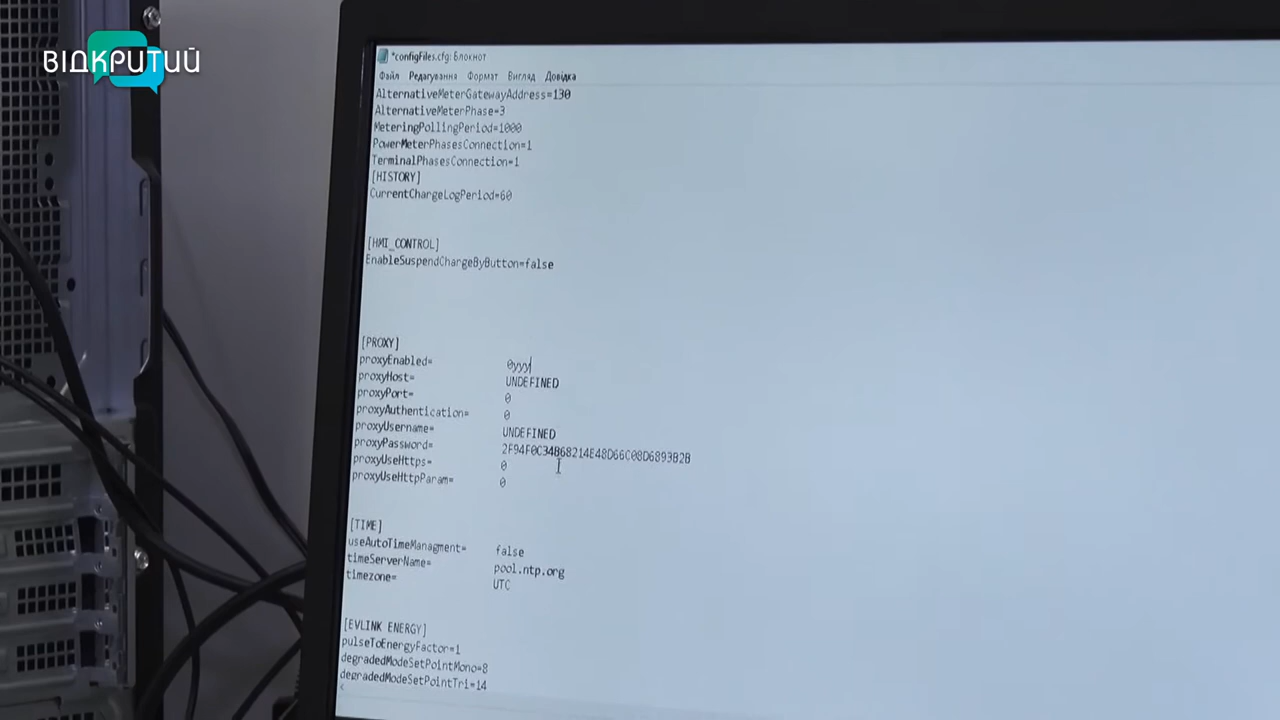 ВІДКРИТИЙ
*configFiles.cfg: Блокнот
Файл Редагування Формат Вигляд Довідка
AlternativeMeterGatewayAddress=130
AlternativeMeterPhase=3
MeteringPollingPeriod=1000
PowerMeterPhasesConnection=1
TerminalPhasesConnection=1
[HISTORY]
CurrentChargeLogPeriod=60
[HMI_CONTROL]
EnableSuspendChargeByButton=false
[PROXY]
proxyEnabled= 0yyy
proxyHost= UNDEFINED
proxyPort= 0
proxyAuthentication= 0
proxyUsername= UNDEFINED
proxyPassword= 2F94F0C34B68214E48D66C08D6893B2B
proxyUseHttps= 0
proxyUseHttpParam= 0
[TIME]
useAutoTimeManagment= false
timeServerName= pool.ntp.org
timezone= UTC
[EVLINK ENERGY]
pulseToEnergyFactor=1
degradedModeSetPointMono=8
degradedModeSetPointTri=14